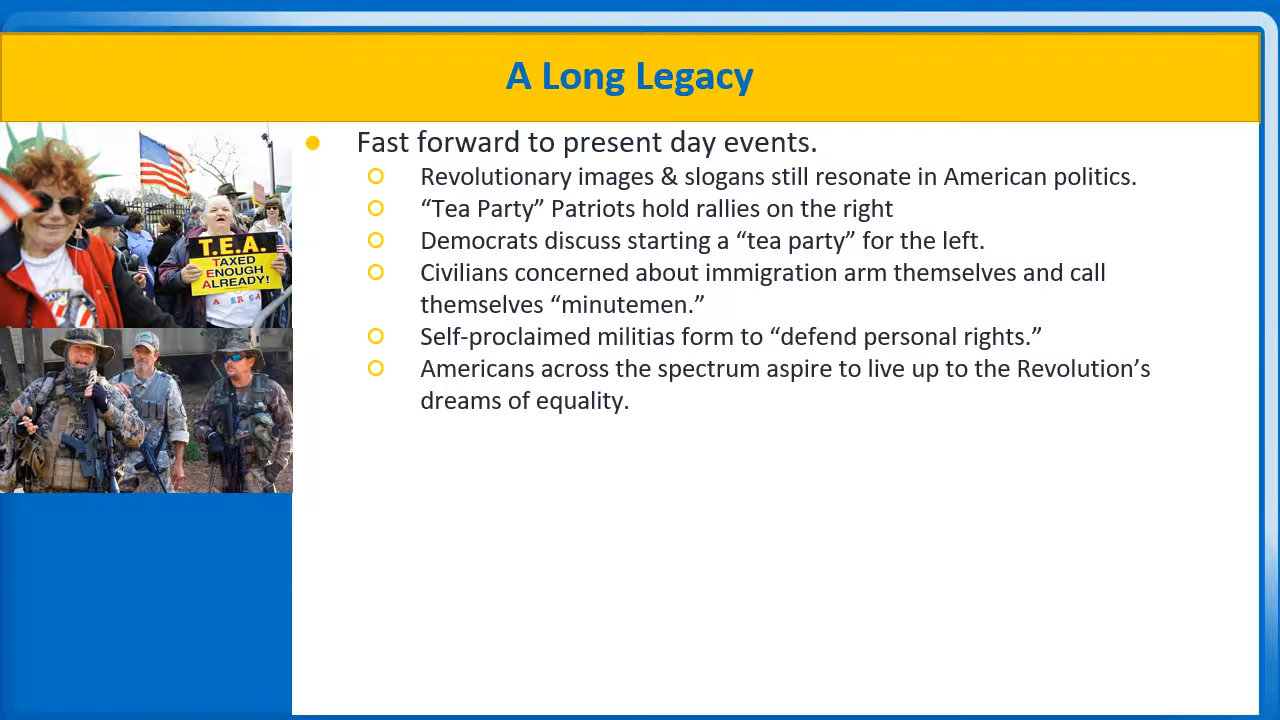 A Long Legacy
Fast forward to present day events.
Revolutionary images & slogans still resonate in American politics.
“Tea Party” Patriots hold rallies on the right
Democrats discuss starting a “tea party” for the left.
Civilians concerned about immigration arm themselves and call
themselves “minutemen.”
Self-proclaimed militias form to “defend personal rights.”
Americans across the spectrum aspire to live up to the Revolution’s
dreams of equality.
T.E.A.
TAXED
ENOUGH
ALREADY!